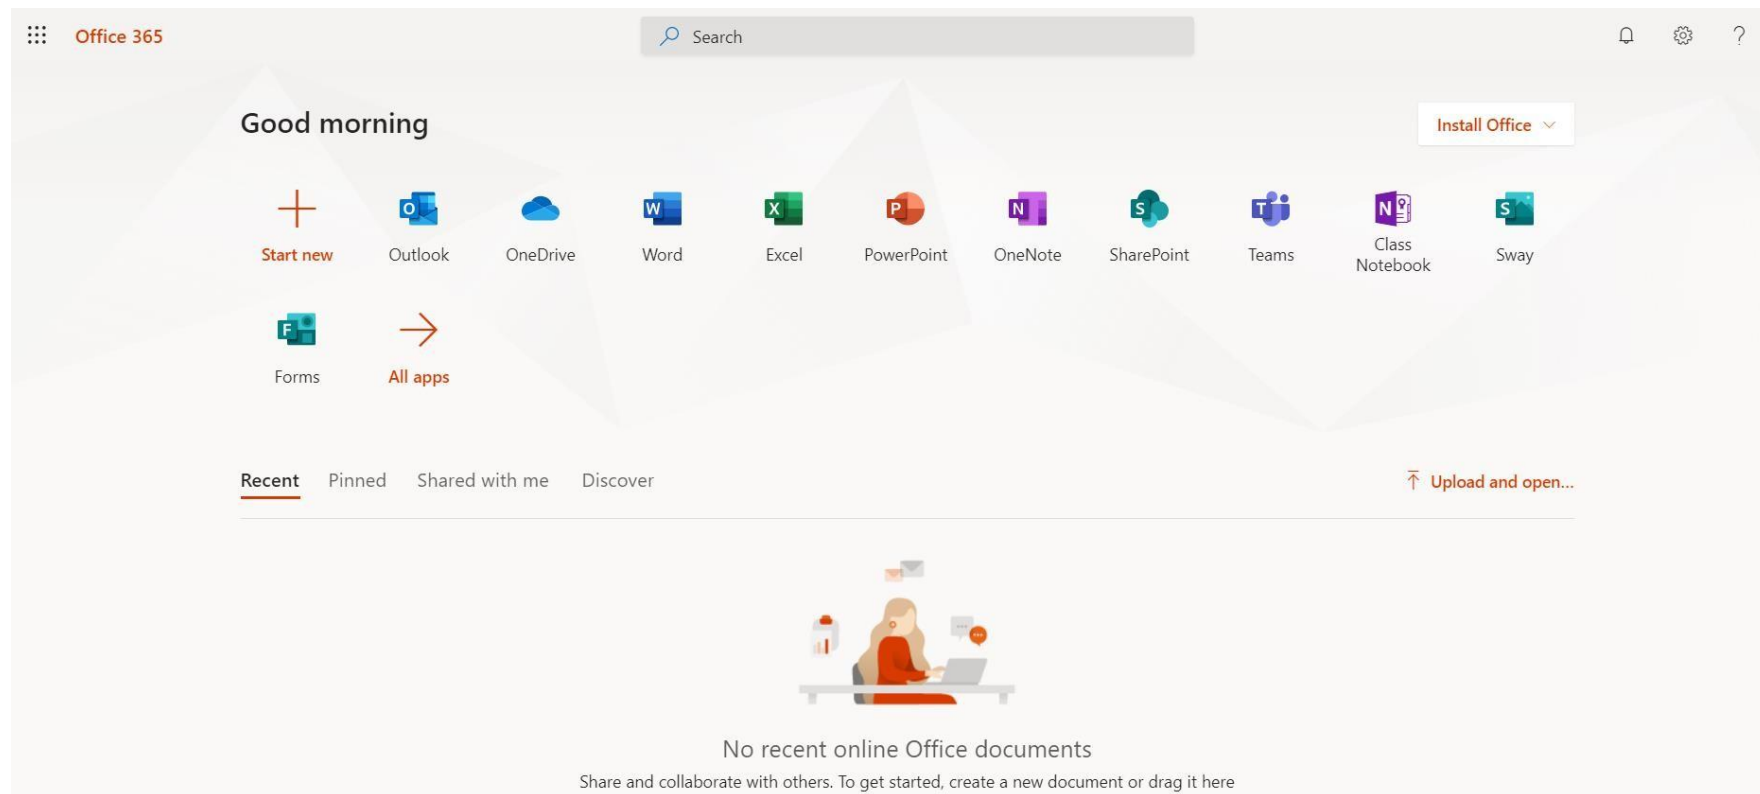 Office 365
Search
Good morning
Install Office
Start new
Outlook
OneDrive
Word
Excel
PowerPoint
OneNote
SharePoint
Teams
Class
Notebook
Sway
Forms
All apps
Recent
Pinned
Shared with me
Discover
Upload and open...
No recent online Office documents
Share and collaborate with others. To get started, create a new document or drag it here